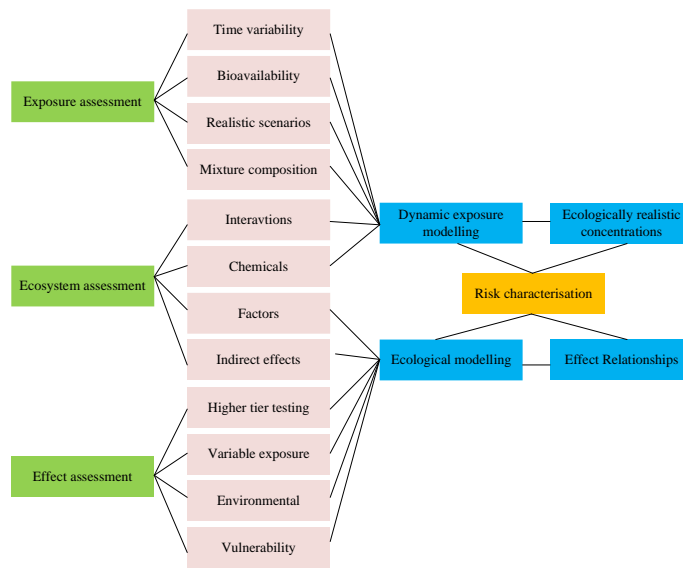 Time variability
Bioavailability
Exposure assessment
Realistic scenarios
Mixture composition
Interavtions
Dynamic exposure
modelling
Ecologically realistic
concentrations
Chemicals
Ecosystem assessment
Risk characterisation
Factors
Indirect effects
Ecological modelling
Effect Relationships
Higher tier testing
Variable exposure
Effect assessment
Environmental
Vulnerability